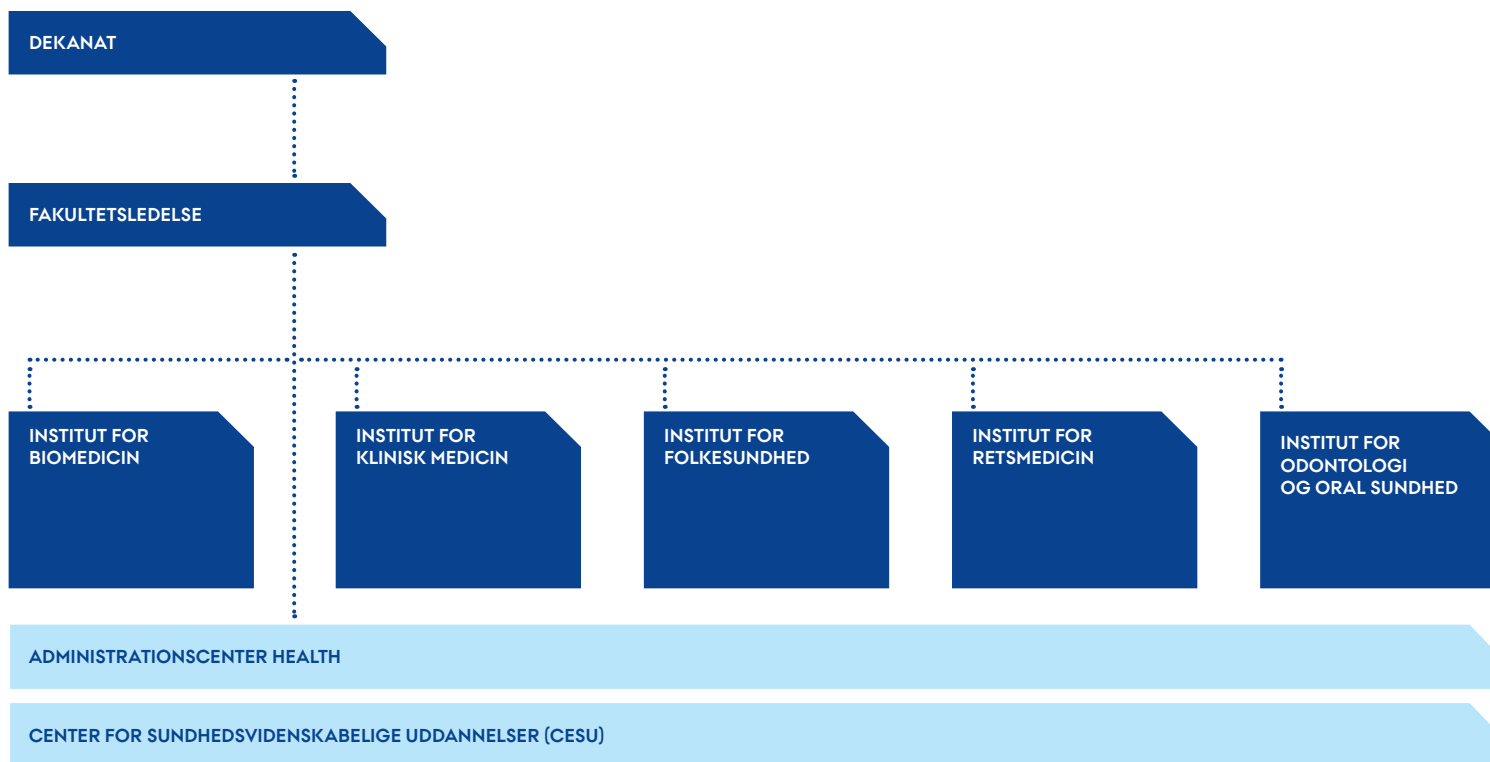 DEKANAT
FAKULTETSLEDELSE
INSTITUT FOR
BIOMEDICIN
INSTITUT FOR
KLINISK MEDICIN
INSTITUT FOR
FOLKESUNDHED
INSTITUT FOR
RETSMEDICIN
INSTITUT FOR
ODONTOLOGI
OG ORAL SUNDHED
ADMINISTRATIONSCENTER HEALTH
CENTER FOR SUNDHEDSVIDENSKABELIGE UDDANNELSER (CESU)